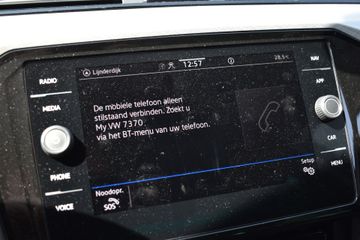 Lijnderdijk
12:57
28.5
RADIO
MEDIA
PHONE
VOICE
NAV
APP
CAR
MENU
De mobiele telefoon alleen
stilstaand verbinden. Zoekt u
My VW 7370
via het BT-menu van uw telefoon.
Noodopr.
SOS
Setup